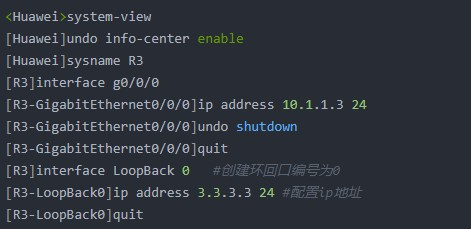 <Huawei>system-view
[Huawei]undo info-center enable
[Huawei]sysname R3
[R3]interface g0/0/0
[R3-GigabitEthernet0/0/0]ip address 10.1.1.3 24
[R3-GigabitEthernet0/0/0]undo shutdown
[R3-GigabitEthernet0/0/0]quit
[R3]interface LoopBack 0   #创建环回口编号为0
[R3-LoopBack0]ip address 3.3.3.3 24 #配置ip地址
[R3-LoopBack0]quit